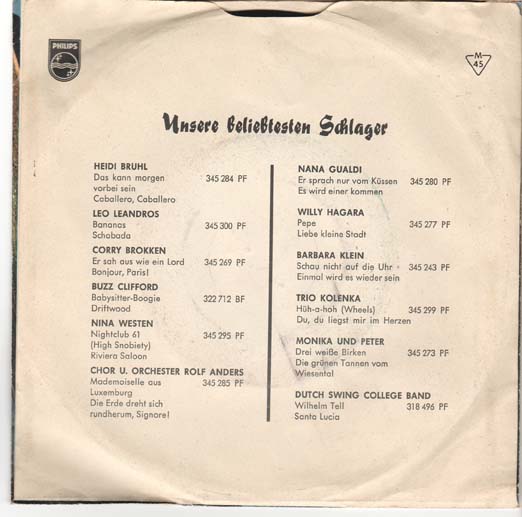 PHILIPS
M
45
Unsere beliebtesten Schlager
HEIDI BRUHL
Das kann morgen 345 284 PF
vorbei sein
Caballero, Caballero
LEO LEANDROS
Bananas 345 300 PF
Schabada
CORRY BROKKEN
Er sah aus wie ein Lord 345 269 PF
Bonjour, Paris!
BUZZ CLIFFORD
Babysitter-Boogie 322 712 BF
Driftwood
NINA WESTEN
Nightclub 61 345 295 PF
(High Snobiety)
Riviera Saloon
CHOR U. ORCHESTER ROLF ANDERS
Mademoiselle aus 345 285 PF
Luxemburg
Die Erde dreht sich
rundherum, Signore!
NANA GUALDI
Er sprach nur vom Küssen 345 280 PF
Es wird einer kommen
WILLY HAGARA
Pepe 345 277 PF
Liebe kleine Stadt
BARBARA KLEIN
Schau nicht auf die Uhr 345 243 PF
Einmal wird es wieder sein
TRIO KOLENKA
Hüh-a-hoh (Wheels) 345 299 PF
Du, du liegst mir im Herzen
MONIKA UND PETER
Drei weiße Birken 345 273 PF
Die grünen Tannen vom
Wiesental
DUTCH SWING COLLEGE BAND
Wilhelm Tell 318 496 PF
Santa Lucia